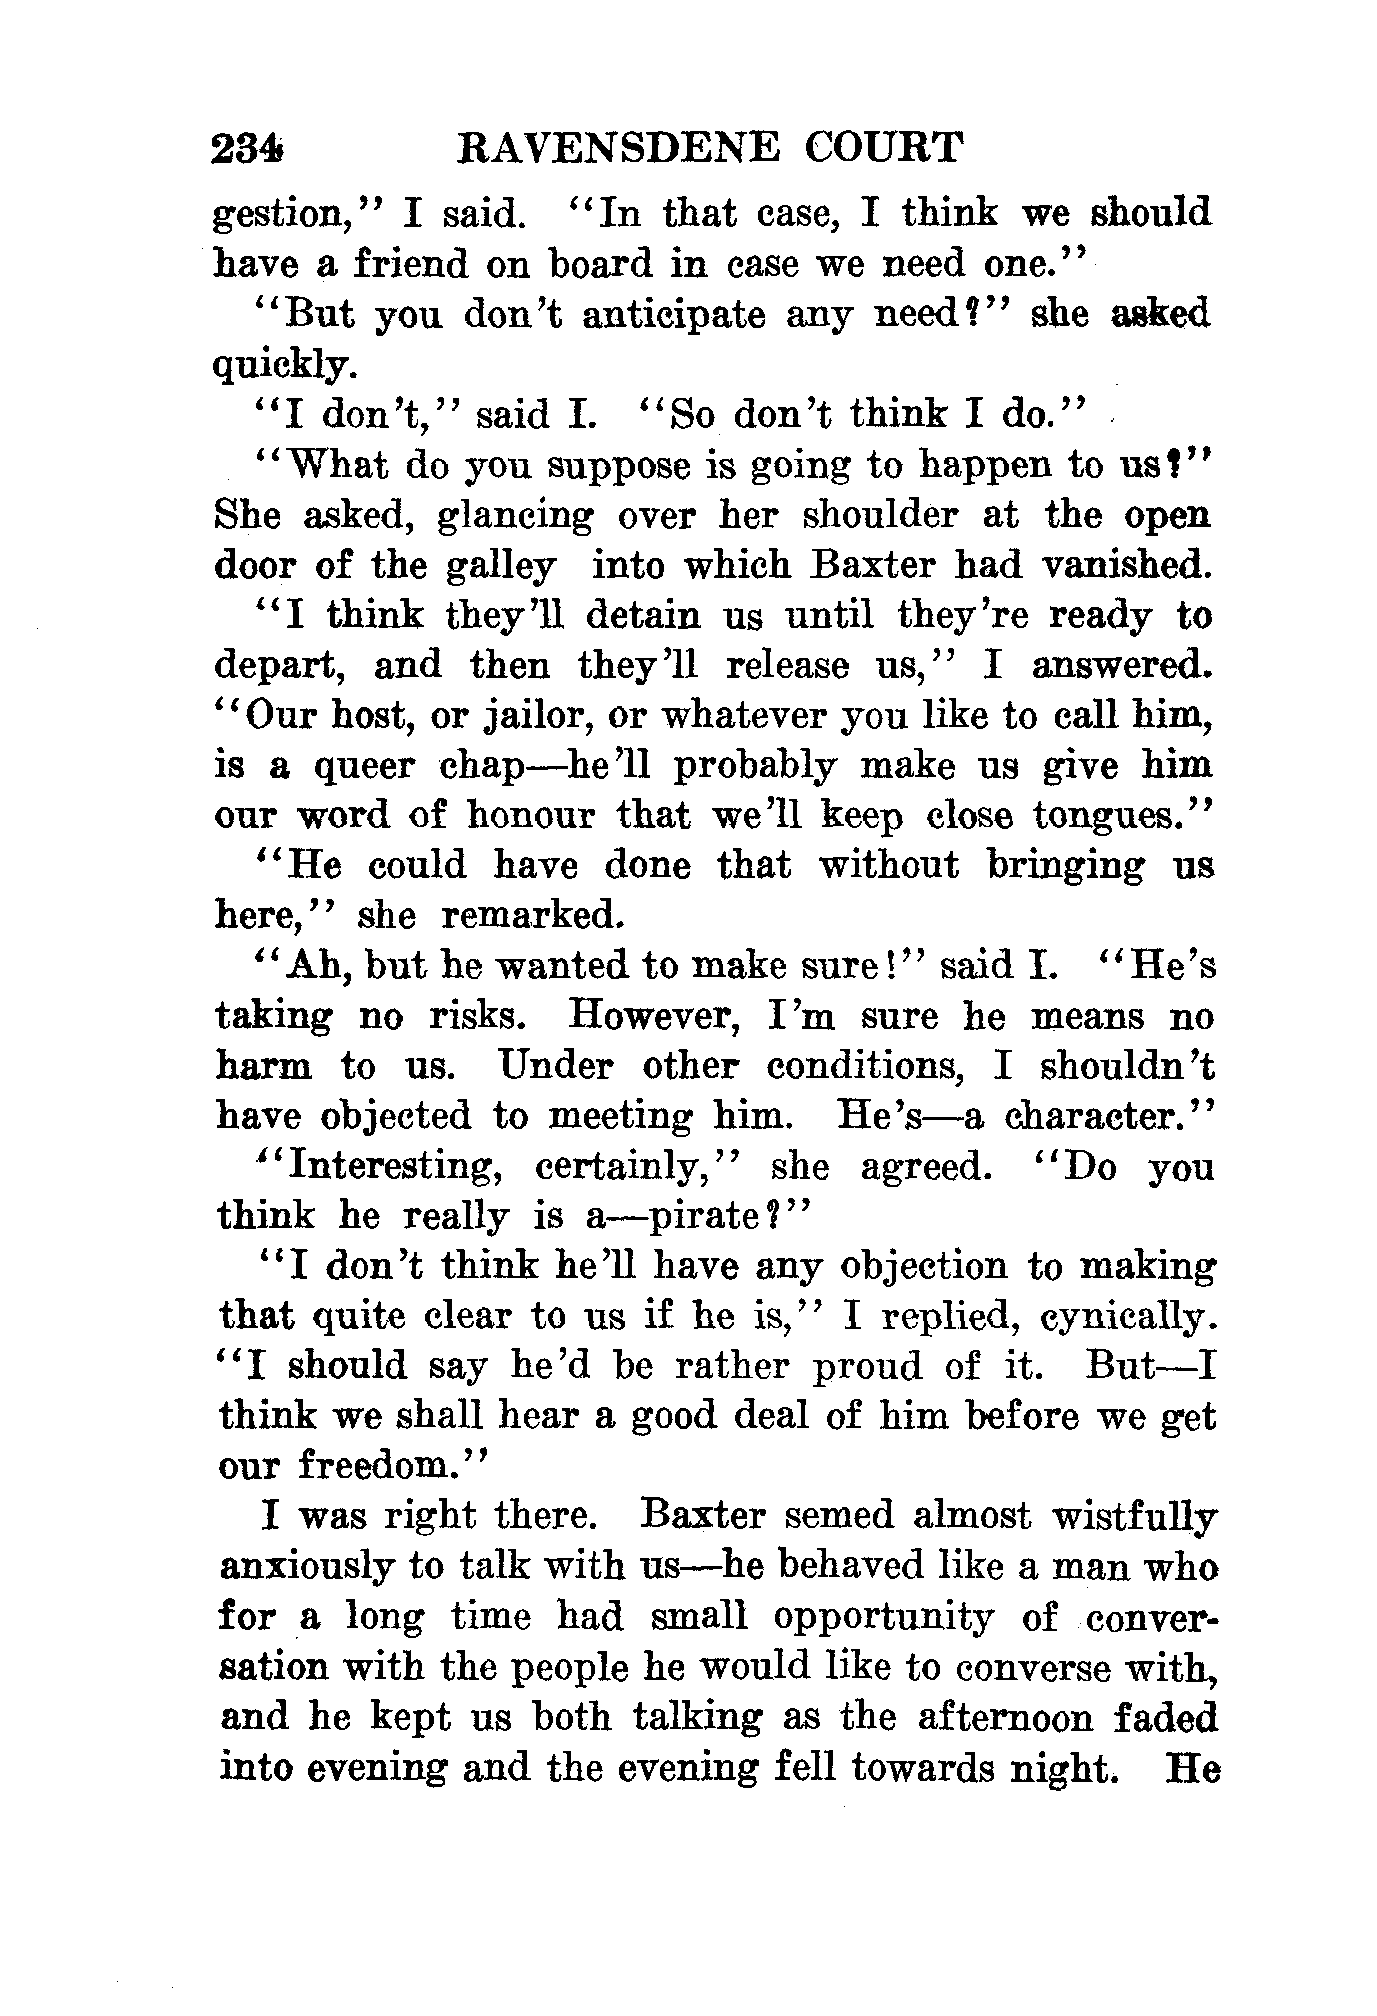 234 RAVENSDENE COURT
gestion," I said. "In that case, I think we should
have a friend on board in case we need one."
"But you don't anticipate any need?" she asked
quickly.
"I don't," said I. "So don't think I do."
"What do you suppose is going to happen to us?"
She asked, glancing over her shoulder at the open
door of the galley into which Baxter had vanished.
"I think they'll detain us until they're ready to
depart, and then they'll release us," I answered.
"Our host, or jailor, or whatever you like to call him,
is a queer chap—he'll probably make us give him
our word of honour that we'll keep close tongues."
"He could have done that without bringing us
here," she remarked.
"Ah, but he wanted to make sure!" said I. "He's
taking no risks. However, I'm sure he means no
harm to us. Under other conditions, I shouldn't
have objected to meeting him. He's—a character."
"Interesting, certainly," she agreed. "Do you
think he really is a—pirate?"
"I don't think he'll have any objection to making
that quite clear to us if he is," I replied, cynically.
"I should say he'd be rather proud of it. But—I
think we shall hear a good deal of him before we get
our freedom."
I was right there. Baxter semed almost wistfully
anxiously to talk with us—he behaved like a man who
for a long time had small opportunity of conver-
sation with the people he would like to converse with,
and he kept us both talking as the afternoon faded
into evening and the evening fell towards night. He